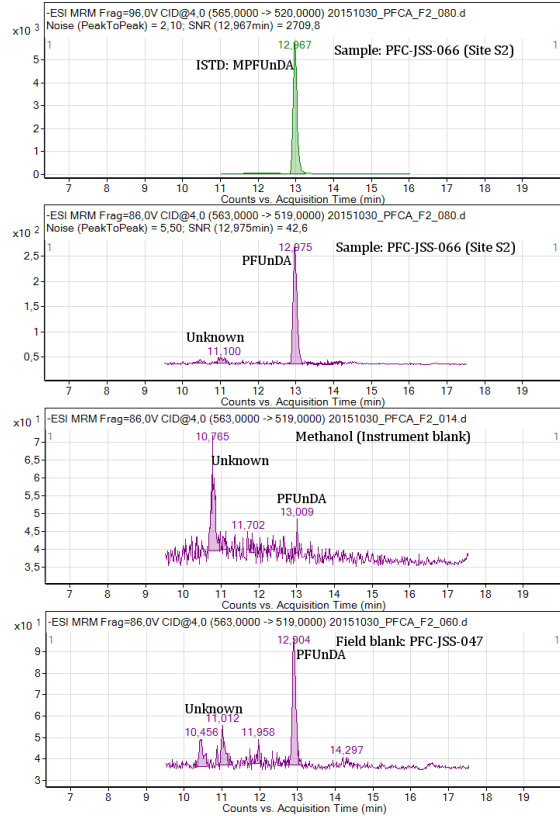 -ESI MRM Frag=96,0V CID@4,0 (565,0000 -> 520,0000) 20151030_PFCA_F2_080.d
Noise (PeakToPeak) = 2,10; SNR (12,967min) = 2709,8
x10 3
1 12,967 1
Sample: PFC-JSS-066 (Site S2)
ISTD: MPFUnDA
5
4
3
2
1
0
7 8 9 10 11 12 13 14 15 16 17 18 19
Counts vs. Acquisition Time (min)
-ESI MRM Frag=86,0V CID@4,0 (563,0000 -> 519,0000) 20151030_PFCA_F2_080.d
Noise (PeakToPeak) = 5,50; SNR (12,975min) = 42,6
x10 2
1 12,975 1
Sample: PFC-JSS-066 (Site S2)
PFUnDA
2,5
2
1,5
1
0,5
Unknown
11,100
7 8 9 10 11 12 13 14 15 16 17 18 19
Counts vs. Acquisition Time (min)
-ESI MRM Frag=86,0V CID@4,0 (563,0000 -> 519,0000) 20151030_PFCA_F2_014.d
x10 1
1 10,765 1
Methanol (Instrument blank)
Unknown
PFUnDA
13,009
11,702
7
6,5
6
5,5
5
4,5
4
3,5
7 8 9 10 11 12 13 14 15 16 17 18 19
Counts vs. Acquisition Time (min)
-ESI MRM Frag=86,0V CID@4,0 (563,0000 -> 519,0000) 20151030_PFCA_F2_060.d
x10 1
1 12,904 1
Field blank: PFC-JSS-047
PFUnDA
Unknown
11,012
10,456 11,958
14,297
9
8
7
6
5
4
3
7 8 9 10 11 12 13 14 15 16 17 18 19
Counts vs. Acquisition Time (min)